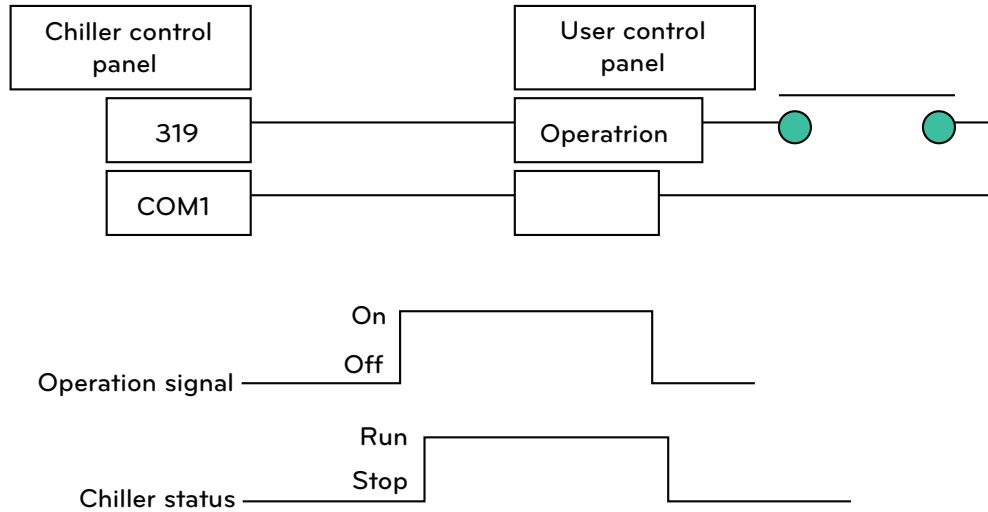 Chiller control
panel
User control
panel
319
Operatrion
COM1
On
Off
Operation signal
Run
Stop
Chiller status